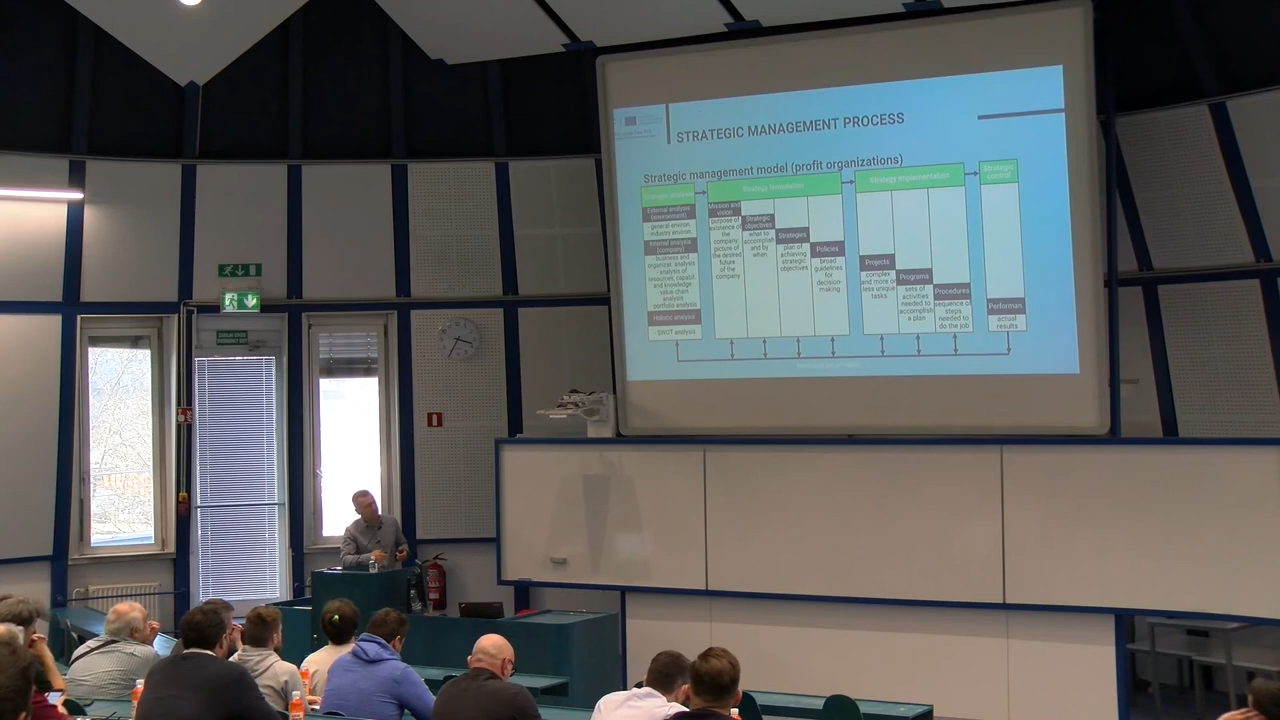 STRATEGIC MANAGEMENT PROCESS
Strategic management model (profit organizations)
Strategic analysis
External analysis
(environment)
- general environ.
- industry environ.
Internal analysis
(company)
- business and
organizat. analysis
- analysis of
resources, capabil.
and knowledge
- value chain
analysis
portfolio analysis
Holistic analysis
- SWOT analysis
Strategy formulation
Mission and
vision
purpose of
existence of
the
company;
picture of
the desired
future
of the
company
Strategic
objectives
what to
accomplish
and by
when
Strategies
plan of
achieving
strategic
objectives
Policies
broad
guidelines
for
decision-
making
Strategy implementation
Projects
complex
and more or
less unique
tasks
Programs
sets of
activities
needed to
accomplish
a plan
Procedures
sequence of
steps
needed to
do the job
Strategic
control
Performan.
actual
results